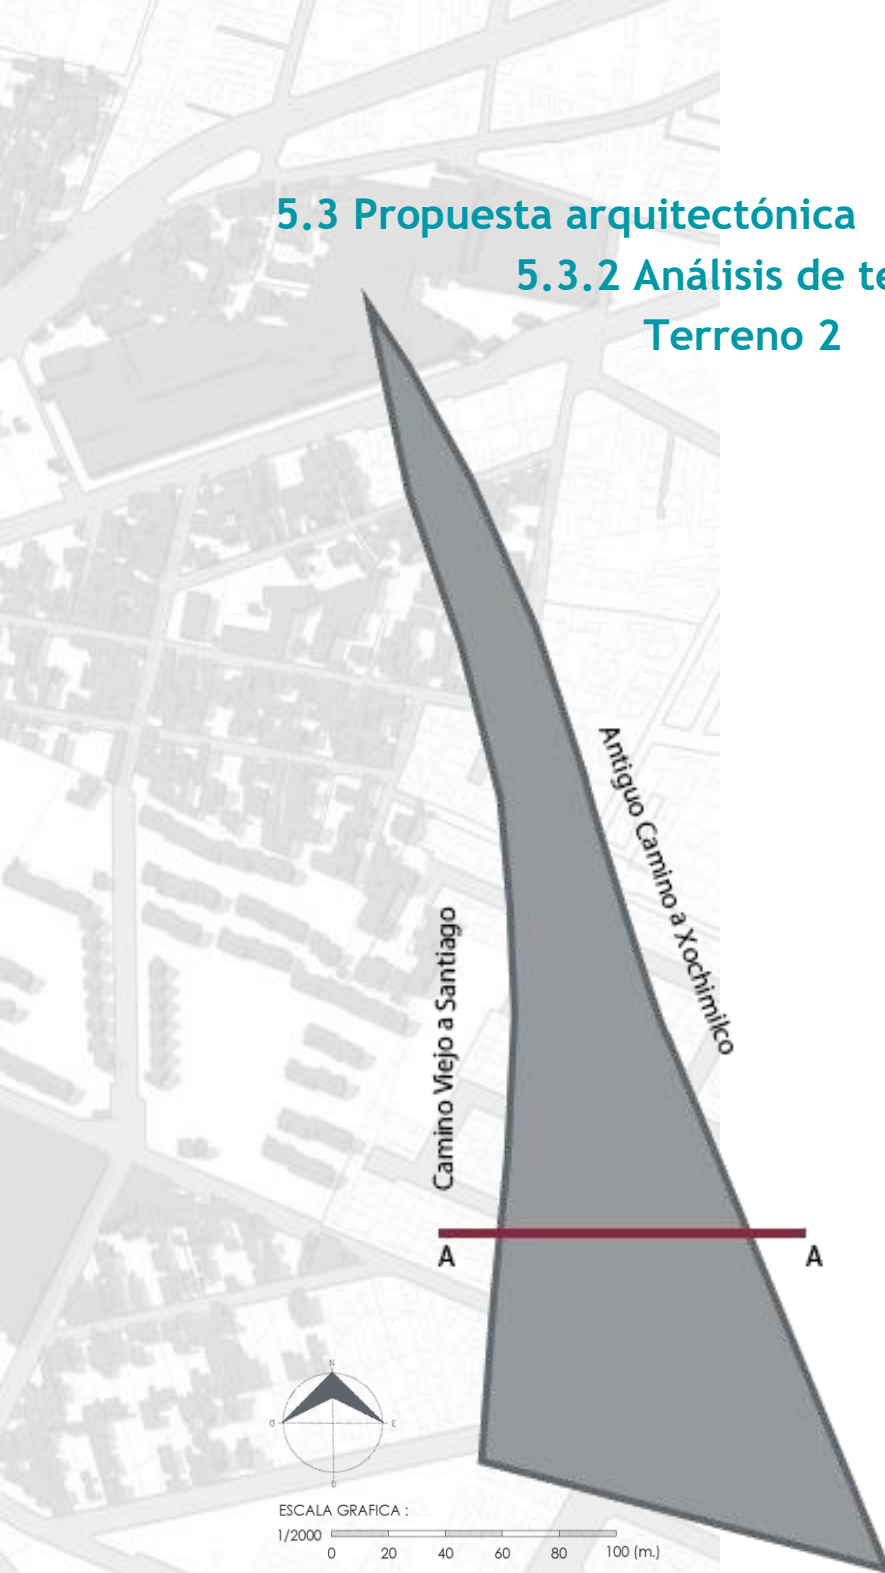 5.3 Propuesta arquitectónica
5.3.2 Análisis de te
Terreno 2
Antiguo Camino a Xochimilco
Camino Viejo a Santiago
A A
N
O E
S
ESCALA GRAFICA :
1/2000
0 20 40 60 80 100 (m.)